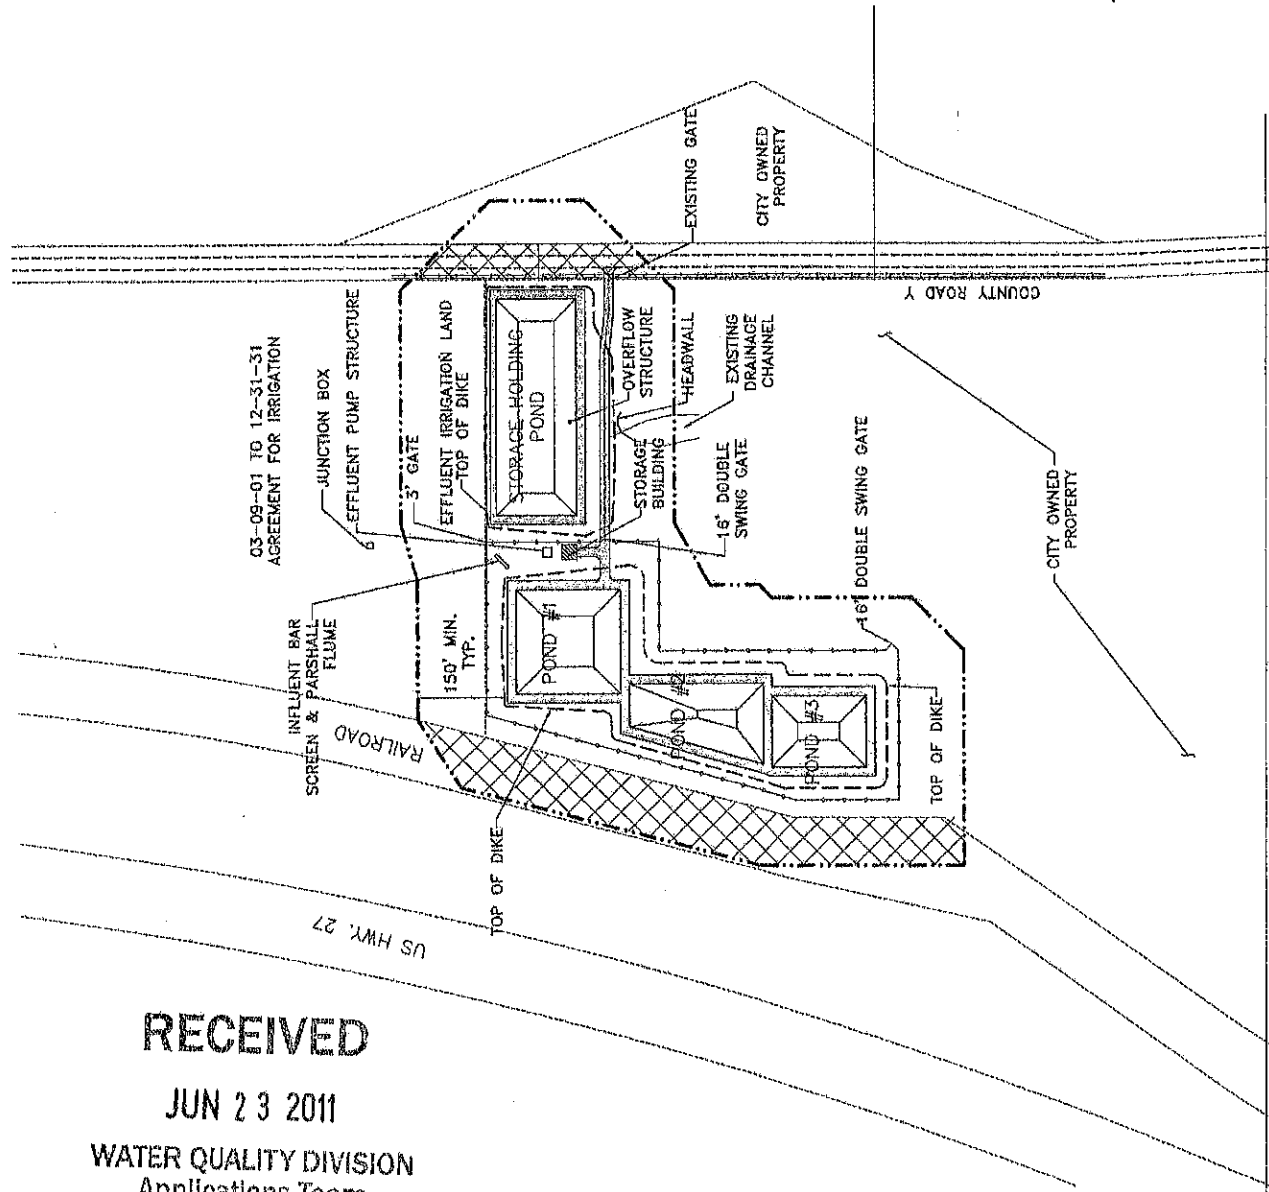 EXISTING GATE
CITY OWNED
PROPERTY
COUNTY ROAD Y
03-09-01 TO 12-31-31
AGREEMENT FOR IRRIGATION
JUNCTION BOX
EFFLUENT PUMP STRUCTURE
3' GATE
EFFLUENT IRRIGATION LAND
TOP OF DIKE
STORAGE-HOLDING
POND
OVERFLOW
STRUCTURE
HEADWALL
EXISTING
DRAINAGE
CHANNEL
STORAGE
BUILDING
16' DOUBLE
SWING GATE
16' DOUBLE SWING GATE
CITY OWNED
PROPERTY
INFLUENT BAR
SCREEN & PARSHALL
FLUME
150' MIN.
TYP.
POND #1
POND #2
POND #3
RAILROAD
TOP OF DIKE
TOP OF DIKE
US HWY. 27
RECEIVED
JUN 23 2011
WATER QUALITY DIVISION
Applications Team